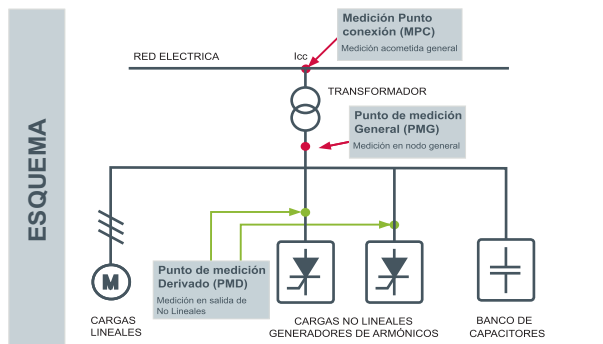 ESQUEMA
Medición Punto
conexión (MPC)
Medición acometida general
RED ELECTRICA
Icc
TRANSFORMADOR
Punto de medición
General (PMG)
Medición en nodo general
M
Punto de medición
Derivado (PMD)
Medición en salida de
No Lineales
CARGAS
LINEALES
CARGAS NO LINEALES
GENERADORES DE ARMÓNICOS
BANCO DE
CAPACITORES